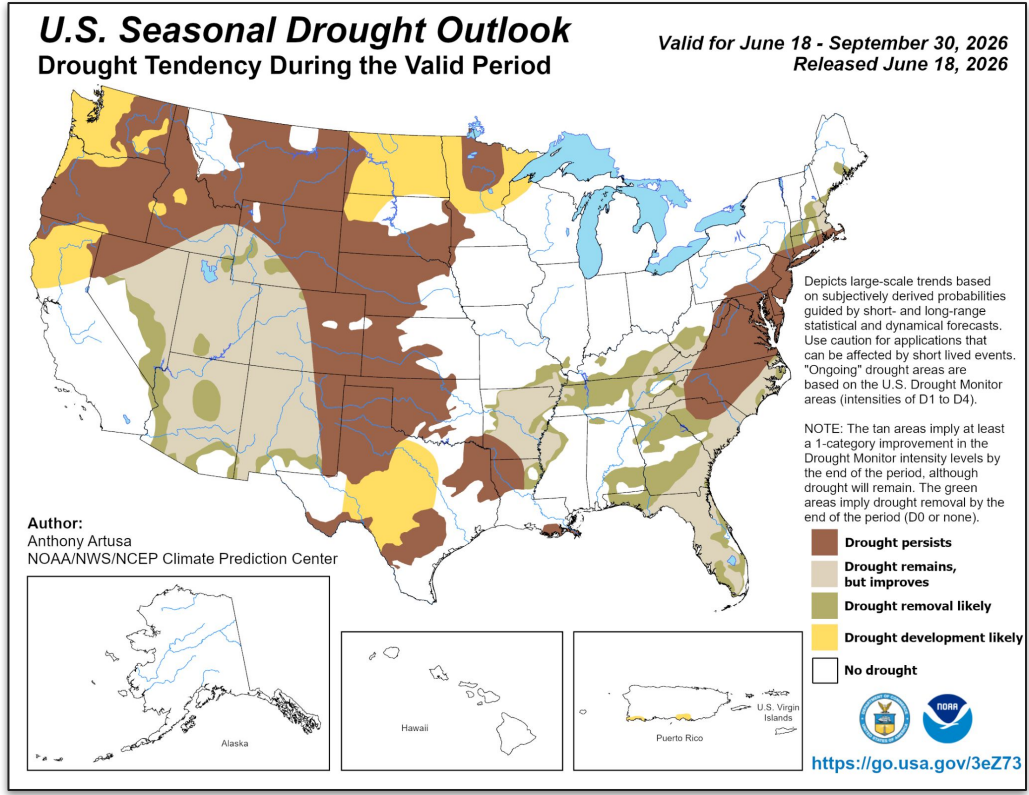 U.S. Seasonal Drought Outlook
Drought Tendency During the Valid Period
Valid for June 18 - September 30, 2026
Released June 18, 2026
Depicts large-scale trends based
on subjectively derived probabilities
guided by short- and long-range
statistical and dynamical forecasts.
Use caution for applications that
can be affected by short lived events.
"Ongoing" drought areas are
based on the U.S. Drought Monitor
areas (intensities of D1 to D4).
NOTE: The tan areas imply at least
a 1-category improvement in the
Drought Monitor intensity levels by
the end of the period, although
drought will remain. The green
areas imply drought removal by the
end of the period (D0 or none).
Author:
Anthony Artusa
NOAA/NWS/NCEP Climate Prediction Center
Drought persists
Drought remains,
but improves
Drought removal likely
Drought development likely
No drought
Alaska
Hawaii
Puerto Rico
U.S. Virgin
Islands
NOAA
https://go.usa.gov/3eZ73